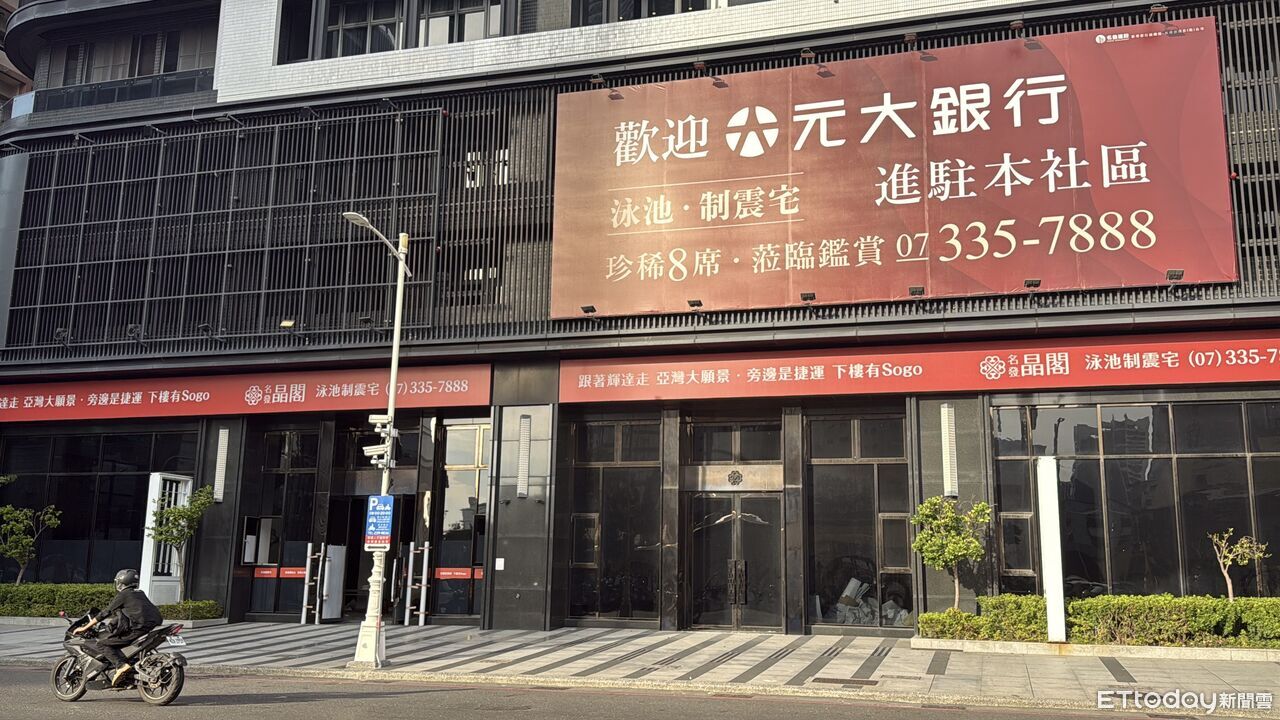 名發團隊
歡迎 元大銀行
進駐本社區
泳池・制震宅
珍稀8席・蒞臨鑑賞 07 335-7888
達走 亞灣大願景・旁邊是捷運 下樓有Sogo 晶閣 泳池制震宅 (07)335-7888
跟著輝達走 亞灣大願景・旁邊是捷運 下樓有Sogo 名發 晶閣 泳池制震宅 (07)335-7
P
ETtoday新聞雲